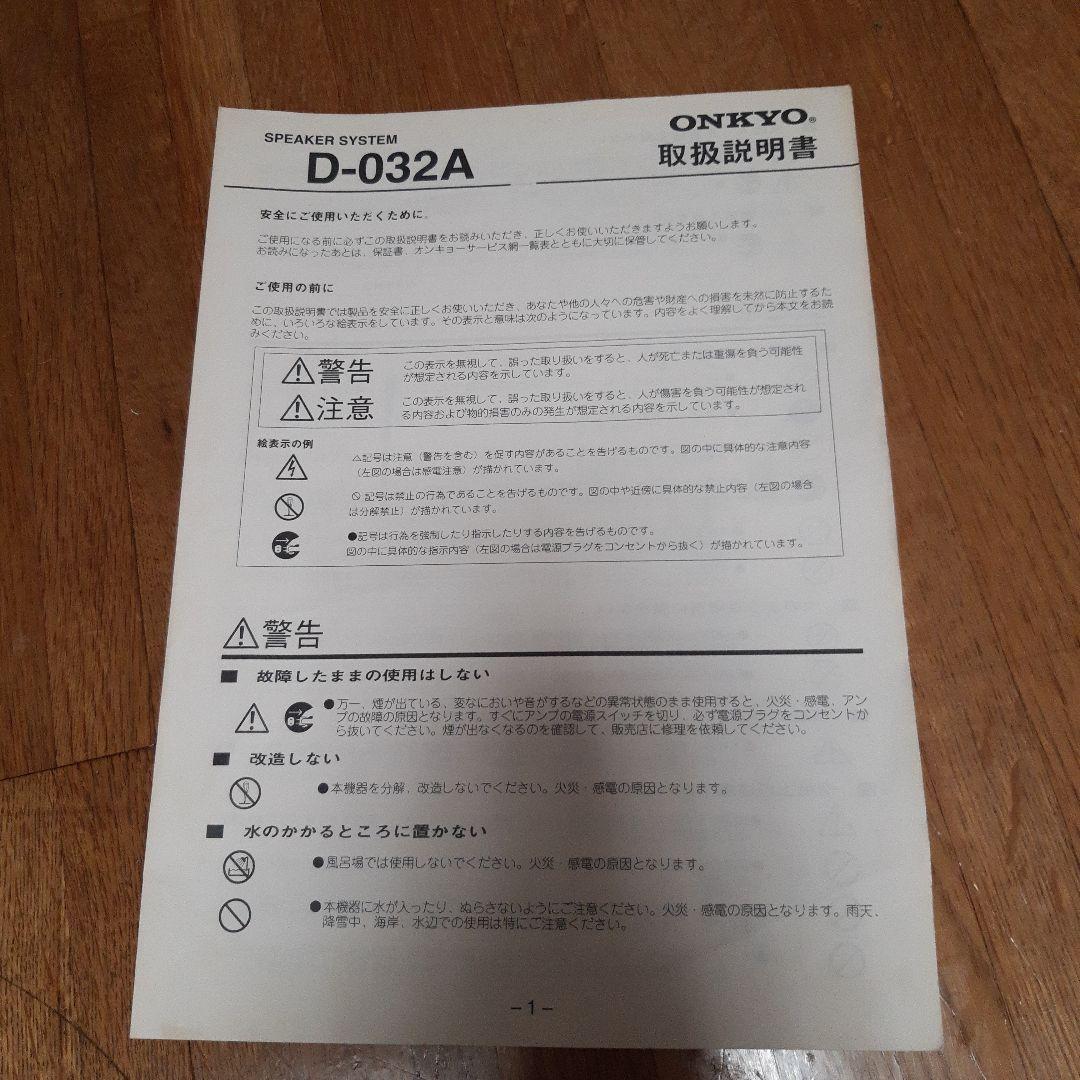 SPEAKER SYSTEM
D-032A
ONKYO®
取扱説明書
安全にご使用いただくために。
ご使用になる前に必ずこの取扱説明書をお読みいただき、正しくお使いいただきますようお願いします。
お読みになったあとは、保証書、オンキヨーサービス網一覧表とともに大切に保管してください。
ご使用の前に
この取扱説明書では製品を安全に正しくお使いいただき、あなたや他の人々への危害や財産への損害を未然に防止するた
めに、いろいろな絵表示をしています。その表示と意味は次のようになっています。内容をよく理解してから本文をお読
みください。
警告
この表示を無視して、誤った取り扱いをすると、人が死亡または重傷を負う可能性
が想定される内容を示しています。
注意
この表示を無視して、誤った取り扱いをすると、人が傷害を負う可能性が想定され
る内容および物的損害のみの発生が想定される内容を示しています。
絵表示の例
△記号は注意（警告を含む）を促す内容があることを告げるものです。図の中に具体的な注意内容
（左図の場合は感電注意）が描かれています。
🛇記号は禁止の行為であることを告げるものです。図の中や近傍に具体的な禁止内容（左図の場合
は分解禁止）が描かれています。
●記号は行為を強制したり指示したりする内容を告げるものです。
図の中に具体的な指示内容（左図の場合は電源プラグをコンセントから抜く）が描かれています。
警告
■ 故障したままの使用はしない
●万一、煙が出ている、変なにおいや音がするなどの異常状態のまま使用すると、火災・感電、アン
プの故障の原因となります。すぐにアンプの電源スイッチを切り、必ず電源プラグをコンセントか
ら抜いてください。煙が出なくなるのを確認して、販売店に修理を依頼してください。
■ 改造しない
●本機器を分解、改造しないでください。火災・感電の原因となります。
■ 水のかかるところに置かない
●風呂場では使用しないでください。火災・感電の原因となります。
●本機器に水が入ったり、ぬらさないようにご注意ください。火災・感電の原因となります。雨天、
降雪中、海岸、水辺での使用は特にご注意ください。
－1－